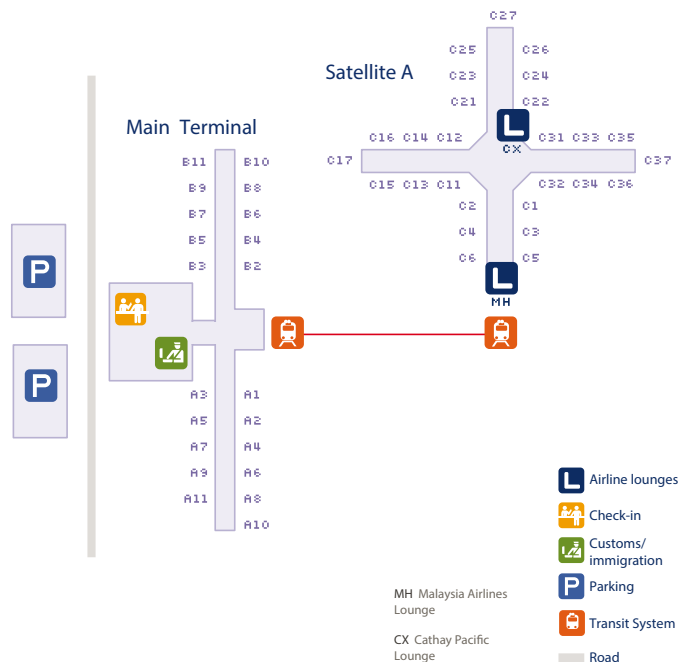 C27
C25 C26
Satellite A
C23 C24
C21 C22
Main Terminal
L
C16 C14 C12 C31 C33 C35
CX
B11 B10
C17 C37
B9 B8
C15 C13 C11 C32 C34 C36
B7 B6
C2 C1
B5 B4
C4 C3
B3 B2
C6 C5
P
L
MH
P
A3 A1
A5 A2
A7 A4
A9 A6
A11 A8
A10
L Airline lounges
Check-in
Customs/
immigration
P Parking
MH Malaysia Airlines
Lounge
Transit System
CX Cathay Pacific
Lounge
Road